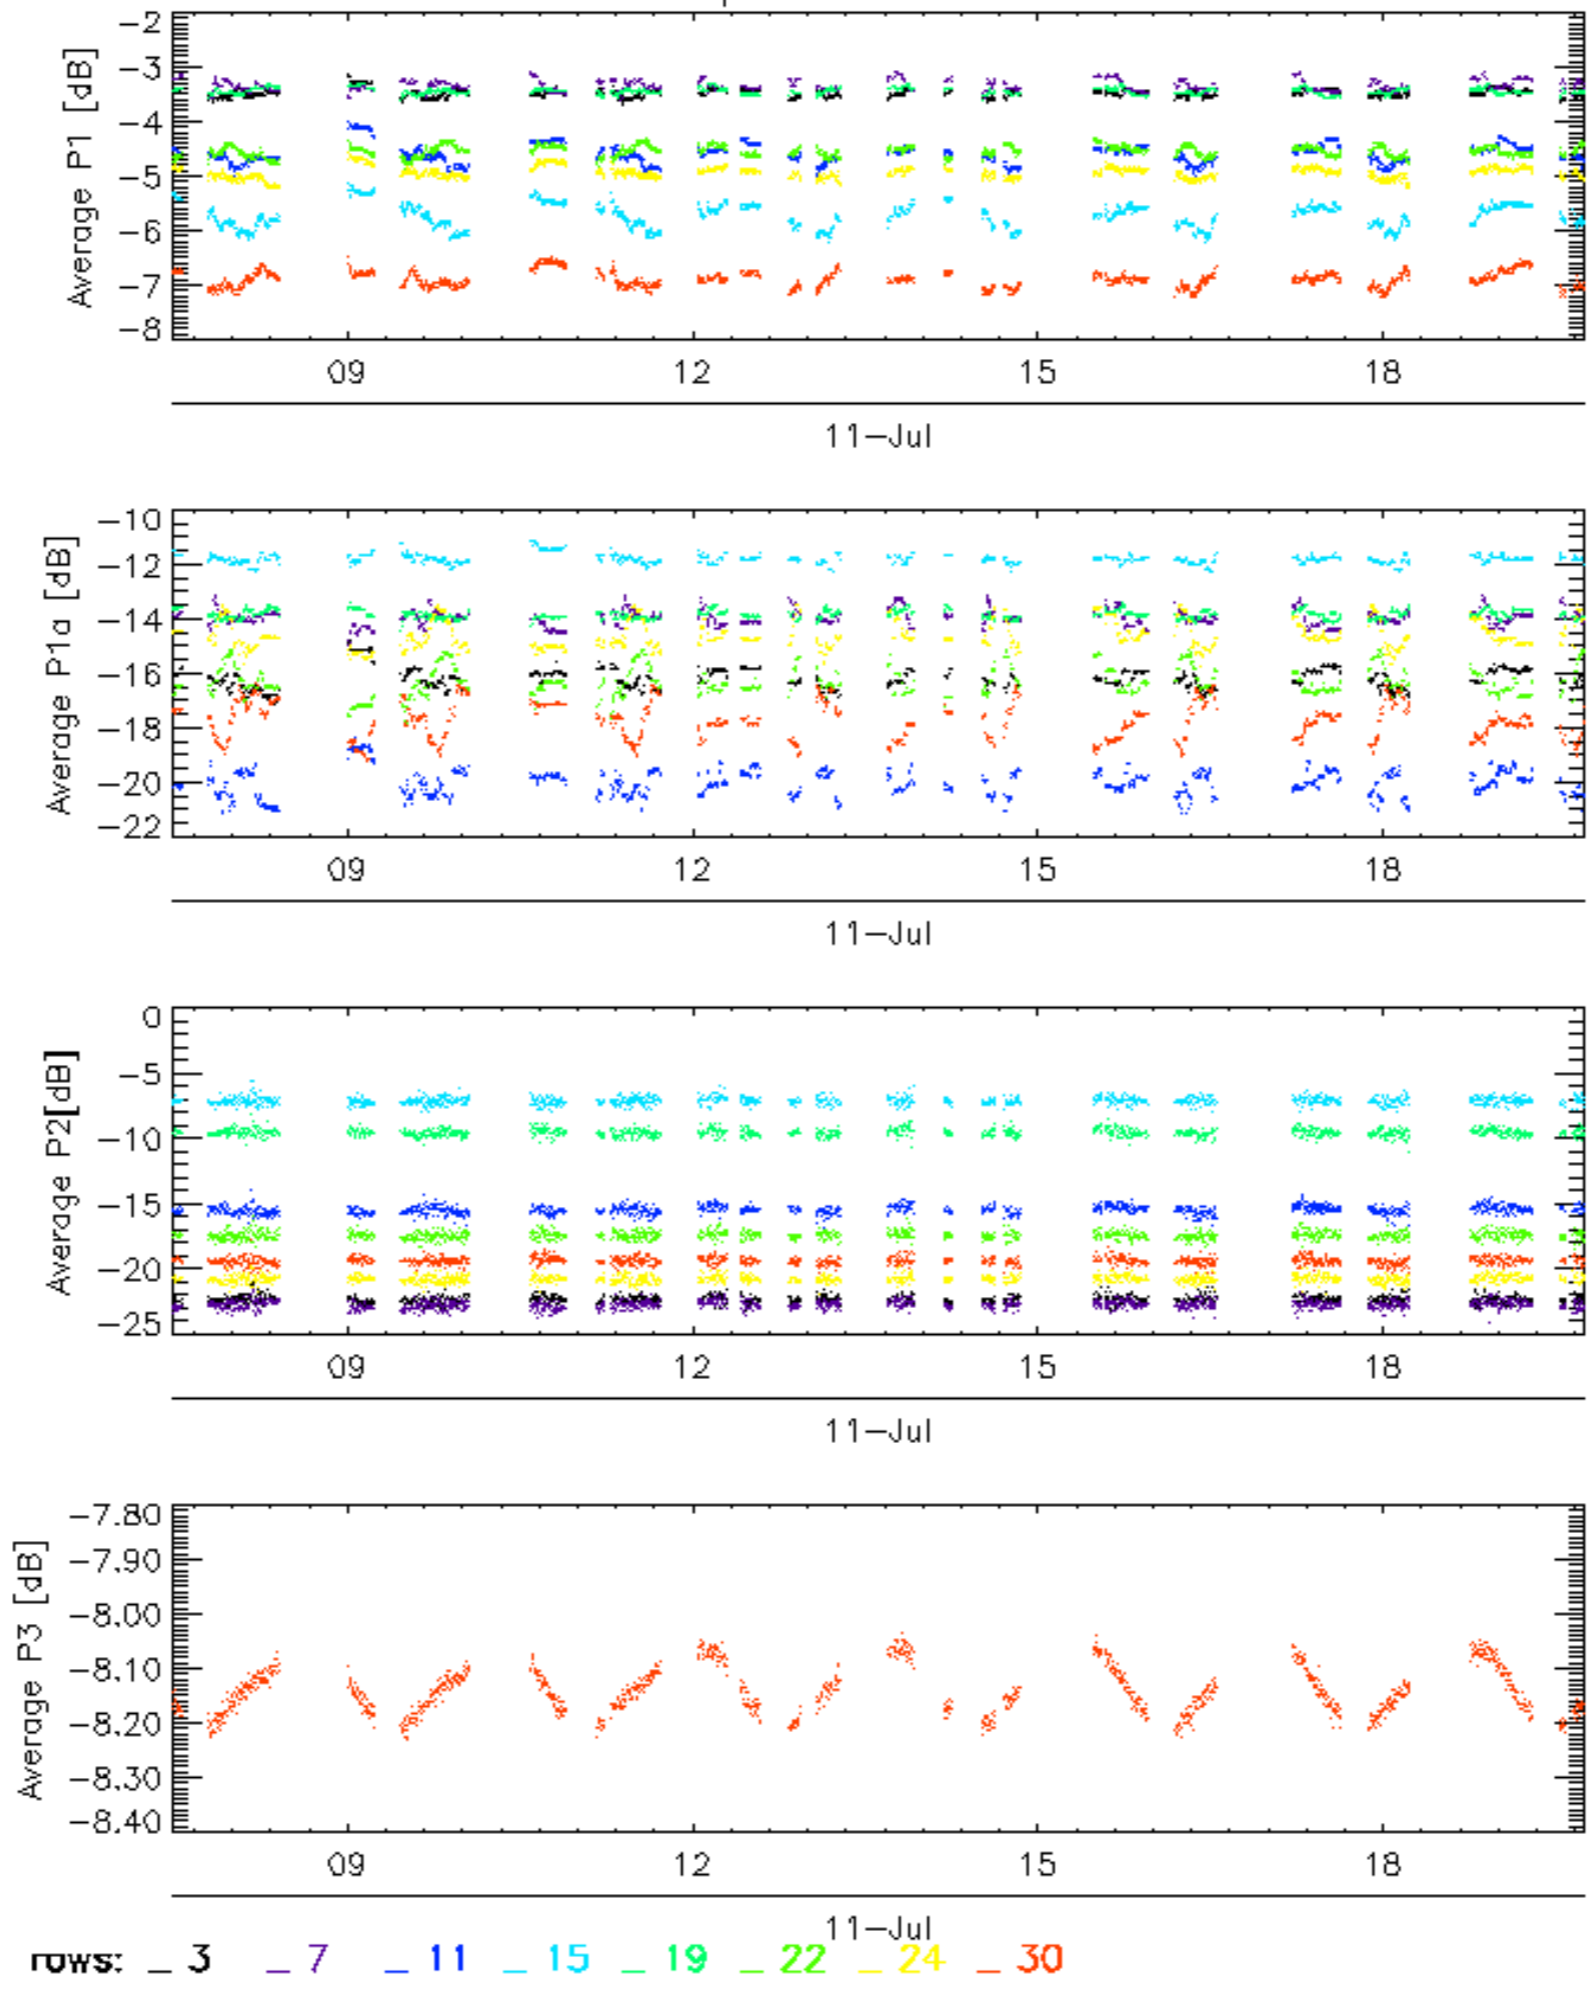 Average P1 [dB]
−2
−3
−4
−5
−6
−7
−8
09 12 15 18
11−Jul
Average P1a [dB]
−10
−12
−14
−16
−18
−20
−22
09 12 15 18
11−Jul
Average P2[dB]
0
−5
−10
−15
−20
−25
09 12 15 18
11−Jul
Average P3 [dB]
−7.80
−7.90
−8.00
−8.10
−8.20
−8.30
−8.40
09 12 15 18
11−Jul
rows: _ 3 _ 7 _ 11 _ 15 _ 19 _ 22 _ 24 _ 30